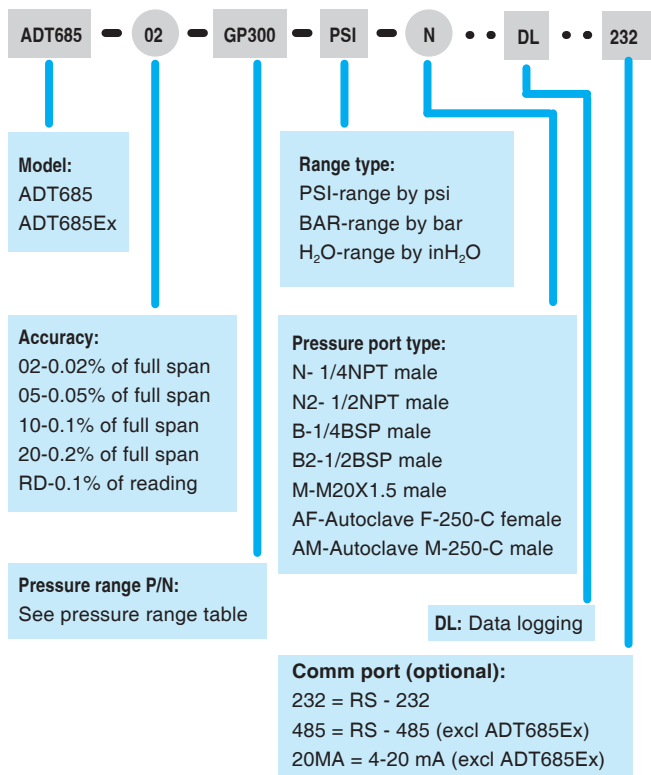 ADT685 – 02 – GP300 – PSI – N • • DL • • 232
Model:
ADT685
ADT685Ex
Range type:
PSI-range by psi
BAR-range by bar
H₂O-range by inH₂O
Accuracy:
02-0.02% of full span
05-0.05% of full span
10-0.1% of full span
20-0.2% of full span
RD-0.1% of reading
Pressure port type:
N- 1/4NPT male
N2- 1/2NPT male
B-1/4BSP male
B2-1/2BSP male
M-M20X1.5 male
AF-Autoclave F-250-C female
AM-Autoclave M-250-C male
Pressure range P/N:
See pressure range table
DL: Data logging
Comm port (optional):
232 = RS - 232
485 = RS - 485 (excl ADT685Ex)
20MA = 4-20 mA (excl ADT685Ex)